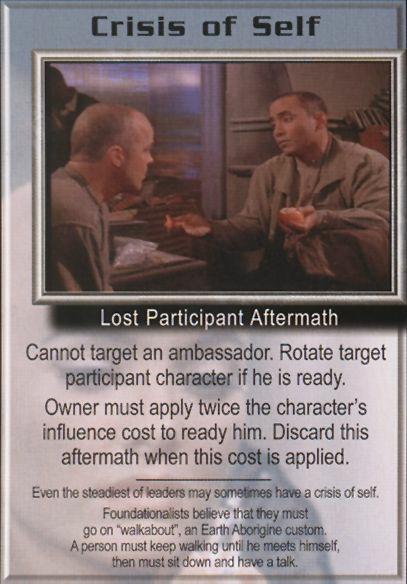 Crisis of Self
Lost Participant Aftermath
Cannot target an ambassador. Rotate target
participant character if he is ready.
Owner must apply twice the character's
influence cost to ready him. Discard this
aftermath when this cost is applied.
Even the steadiest of leaders may sometimes have a crisis of self.
Foundationalists believe that they must
go on "walkabout", an Earth Aborigine custom.
A person must keep walking until he meets himself,
then must sit down and have a talk.